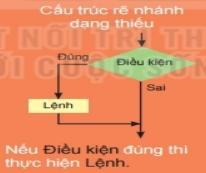 Cấu trúc rẽ nhánh
dạng thiếu
Đúng
Điều kiện
Sai
Lệnh
Nếu Điều kiện đúng thì
thực hiện Lệnh.